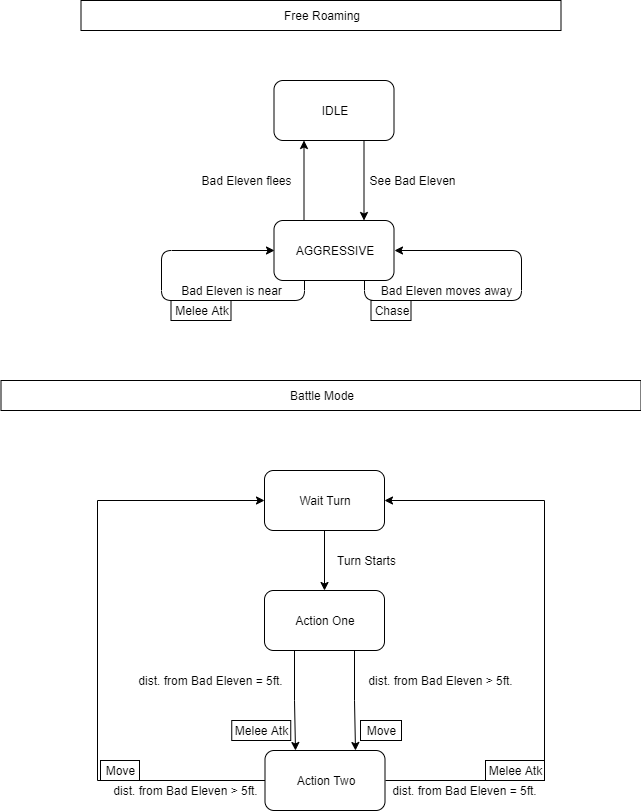 Free Roaming
IDLE
Bad Eleven flees
See Bad Eleven
AGGRESSIVE
Bad Eleven is near
Bad Eleven moves away
Melee Atk
Chase
Battle Mode
Wait Turn
Turn Starts
Action One
dist. from Bad Eleven = 5ft.
dist. from Bad Eleven > 5ft.
Melee Atk
Move
Move
Action Two
Melee Atk
dist. from Bad Eleven > 5ft.
dist. from Bad Eleven = 5ft.